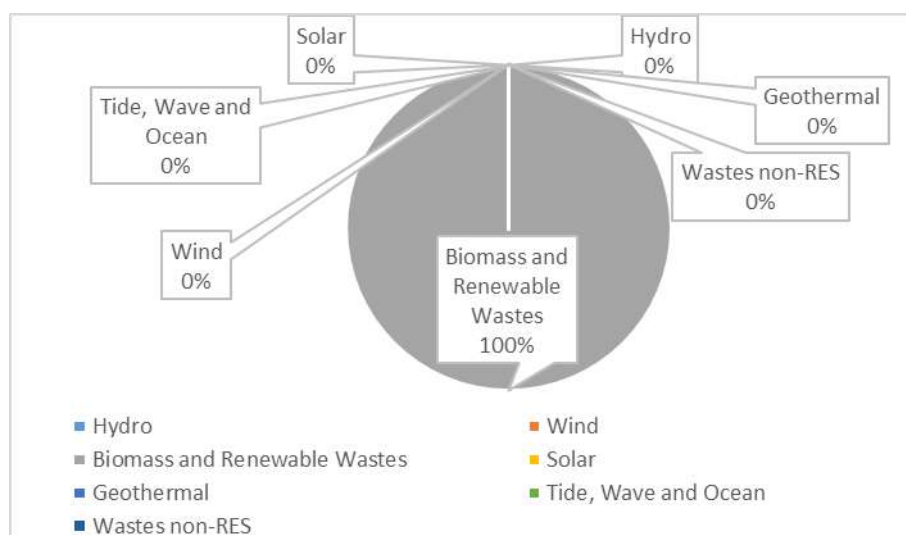 Solar
0%
Hydro
0%
Tide, Wave and
Ocean
0%
Geothermal
0%
Wastes non-RES
0%
Wind
0%
Biomass and
Renewable
Wastes
100%
Hydro
Wind
Biomass and Renewable Wastes
Solar
Geothermal
Tide, Wave and Ocean
Wastes non-RES